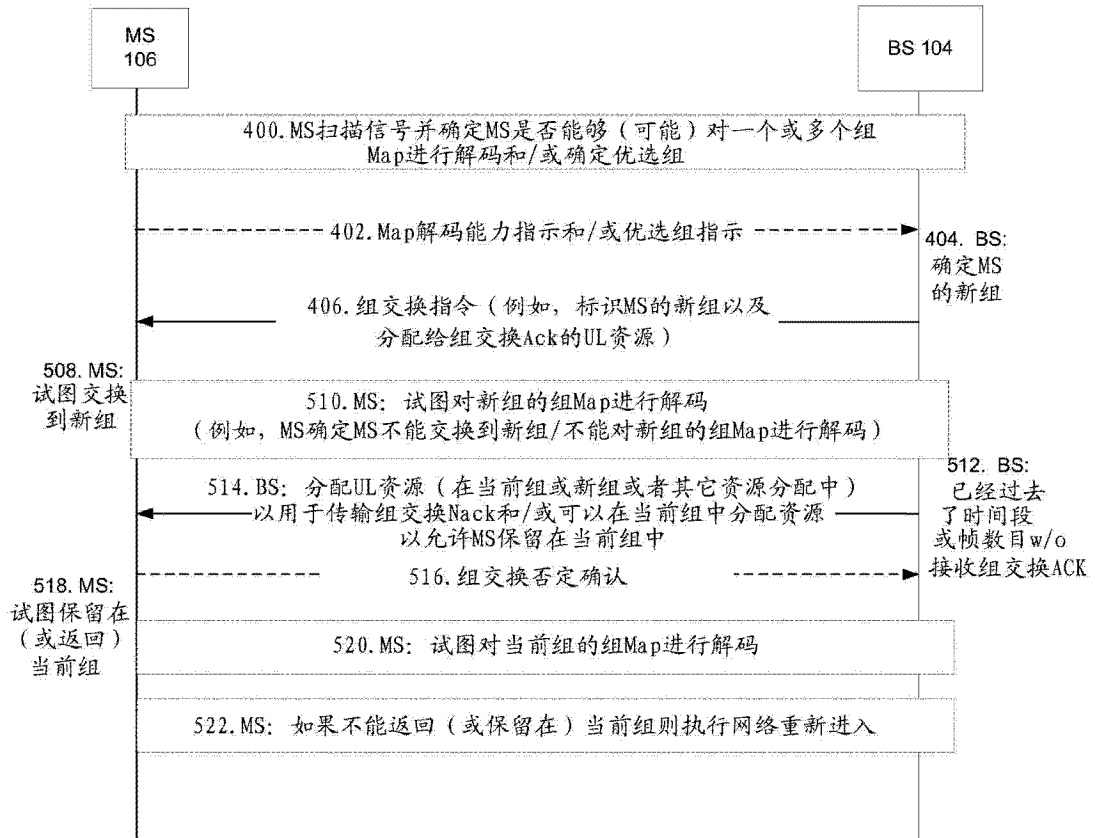 MS
106
BS 104
400.MS扫描信号并确定MS是否能够（可能）对一个或多个组
Map进行解码和/或确定优选组
402.Map解码能力指示和/或优选组指示
404. BS:
确定MS
的新组
406.组交换指令（例如，标识MS的新组以及
分配给组交换Ack的UL资源）
508. MS:
试图交换
到新组
510.MS: 试图对新组的组Map进行解码
（例如，MS确定MS不能交换到新组/不能对新组的组Map进行解码）
512. BS:
已经过去
了时间段
或帧数目w/o
接收组交换ACK
514.BS: 分配UL资源（在当前组或新组或者其它资源分配中）
以用于传输组交换Nack和/或可以在当前组中分配资源
以允许MS保留在当前组中
516.组交换否定确认
518. MS:
试图保留在
（或返回）
当前组
520.MS: 试图对当前组的组Map进行解码
522.MS: 如果不能返回（或保留在）当前组则执行网络重新进入